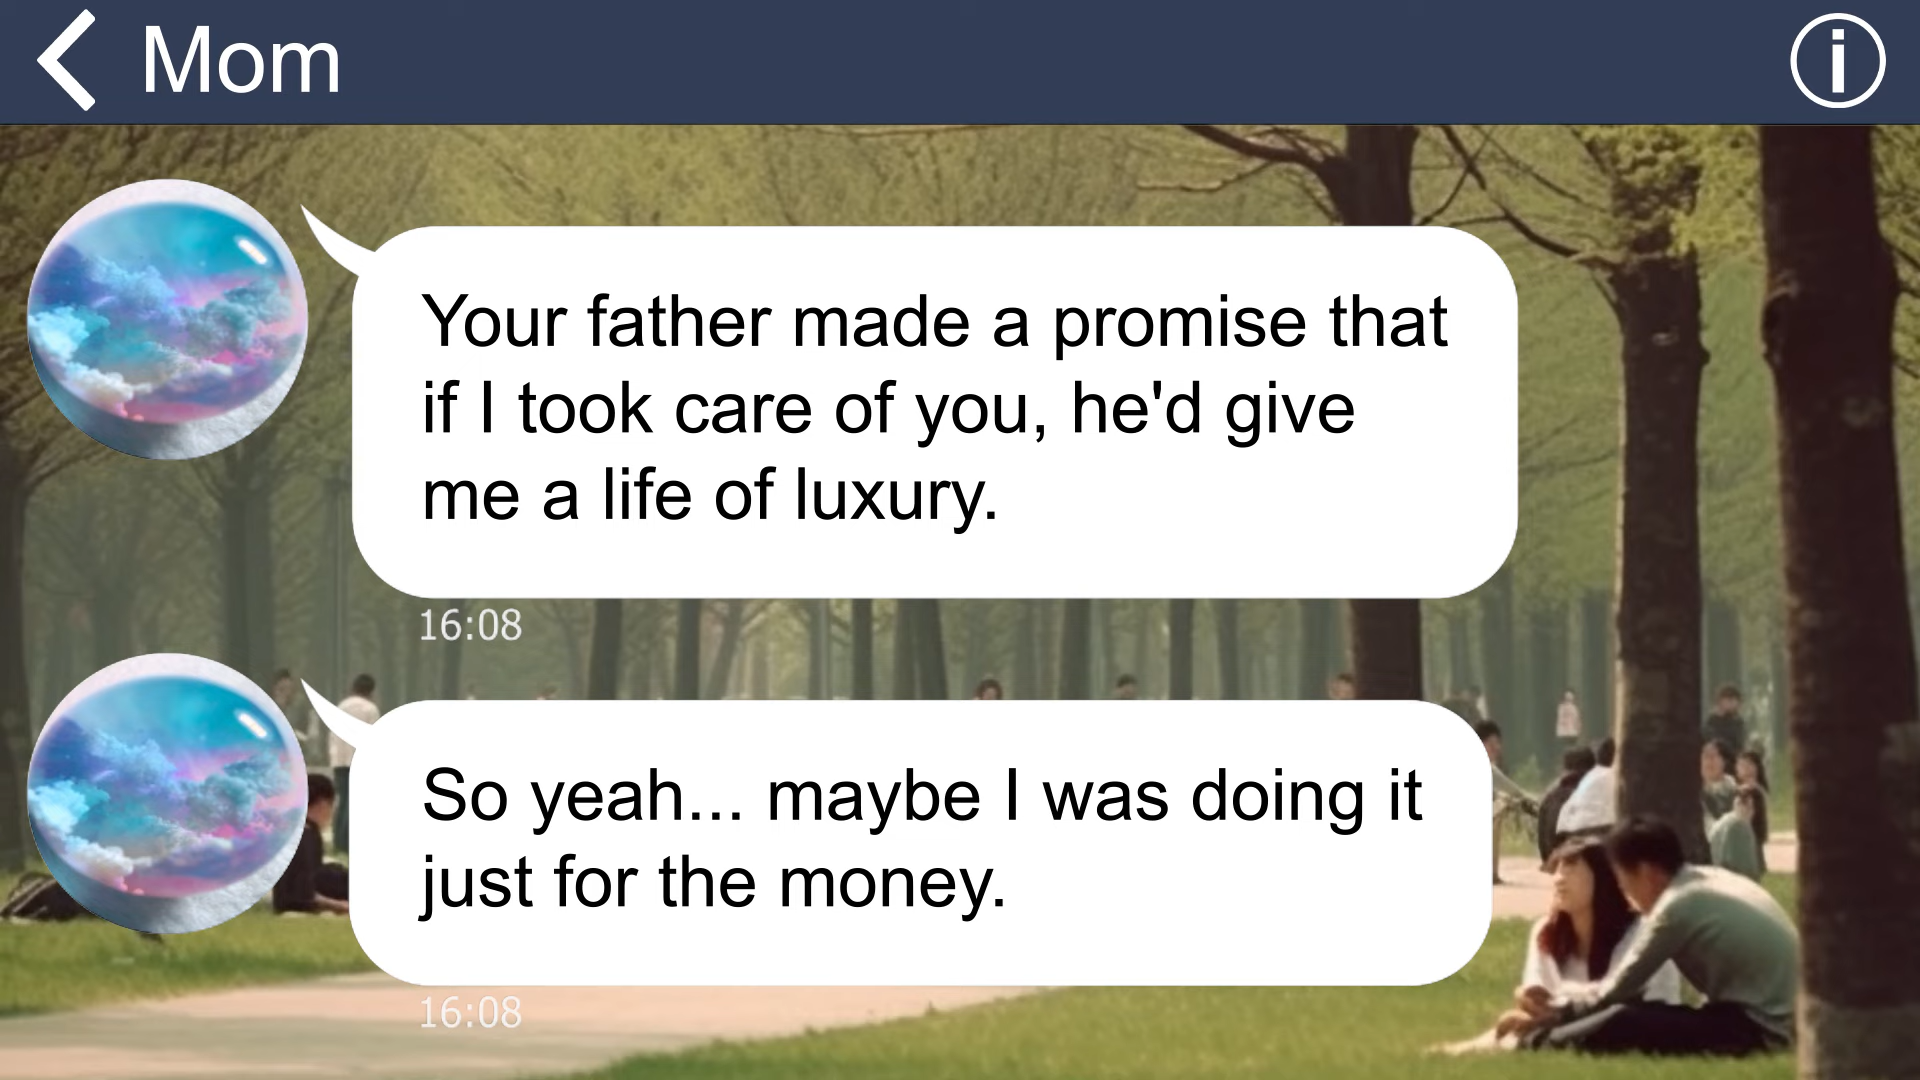 Mom
Your father made a promise that
if I took care of you, he'd give
me a life of luxury.
16:08
So yeah... maybe I was doing it
just for the money.
16:08